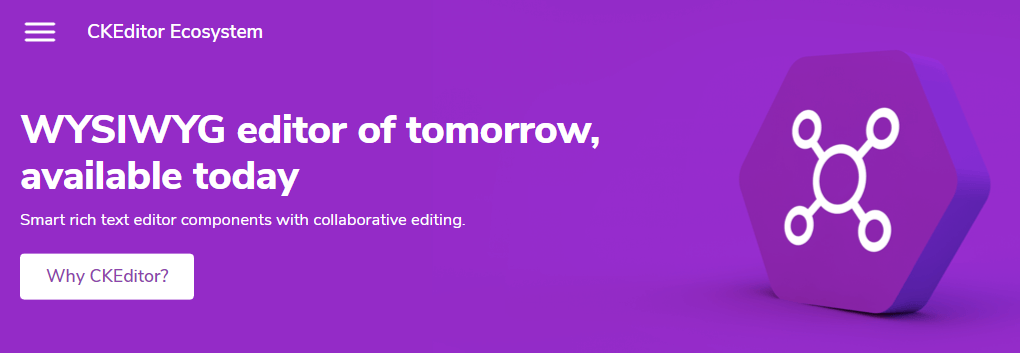 CKEditor Ecosystem
WYSIWYG editor of tomorrow,
available today
Smart rich text editor components with collaborative editing.
Why CKEditor?